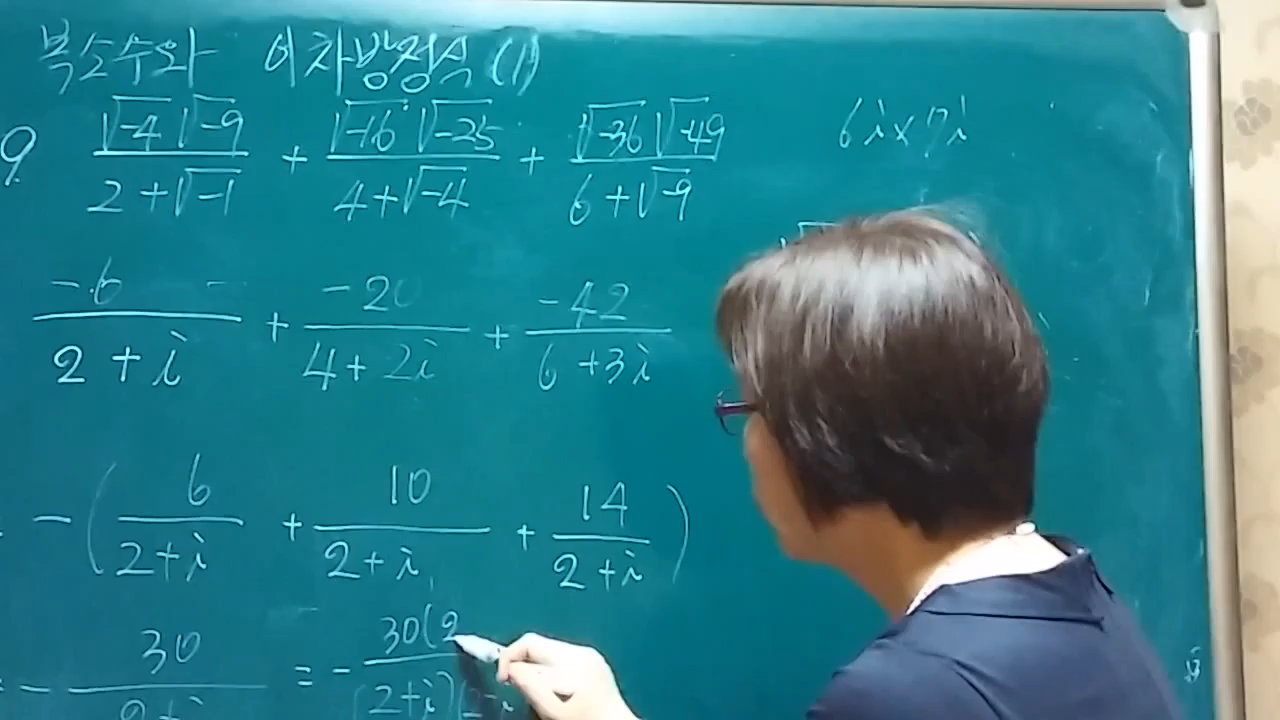 복소수와 이차방정식 (1)
9 (√-4 √-9)/(2+√-1) + (√-16 √-25)/(4+√-4) + (√-36 √-49)/(6+√-9)
6i×7i
-6/(2+i) + -20/(4+2i) + -42/(6+3i)
-(6/(2+i) + 10/(2+i) + 14/(2+i))
= -30/(2+i) = -30(2/(2+i)(2-i